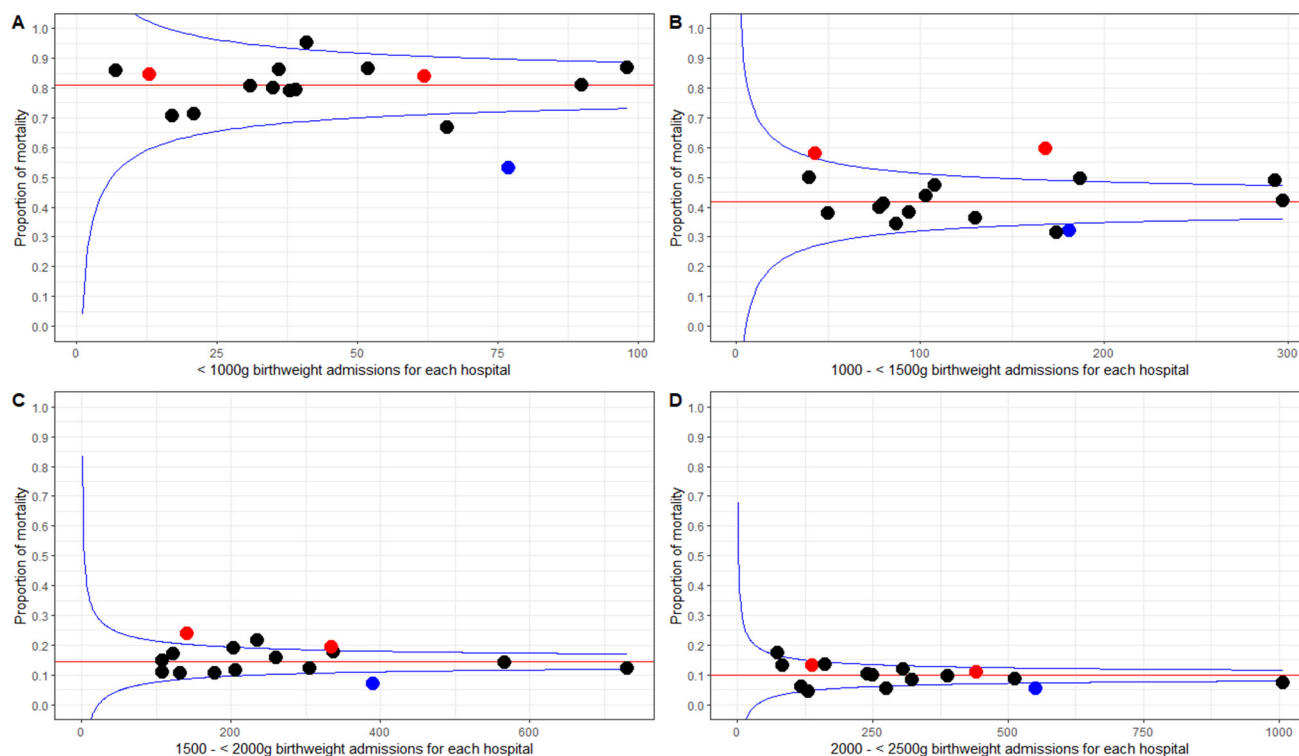 A
Proportion of mortality
1.0
0.9
0.8
0.7
0.6
0.5
0.4
0.3
0.2
0.1
0.0
0 25 50 75 100
< 1000g birthweight admissions for each hospital
B
Proportion of mortality
1.0
0.9
0.8
0.7
0.6
0.5
0.4
0.3
0.2
0.1
0.0
0 100 200 300
1000 - < 1500g birthweight admissions for each hospital
C
Proportion of mortality
1.0
0.9
0.8
0.7
0.6
0.5
0.4
0.3
0.2
0.1
0.0
0 200 400 600
1500 - < 2000g birthweight admissions for each hospital
D
Proportion of mortality
1.0
0.9
0.8
0.7
0.6
0.5
0.4
0.3
0.2
0.1
0.0
0 250 500 750 1000
2000 - < 2500g birthweight admissions for each hospital